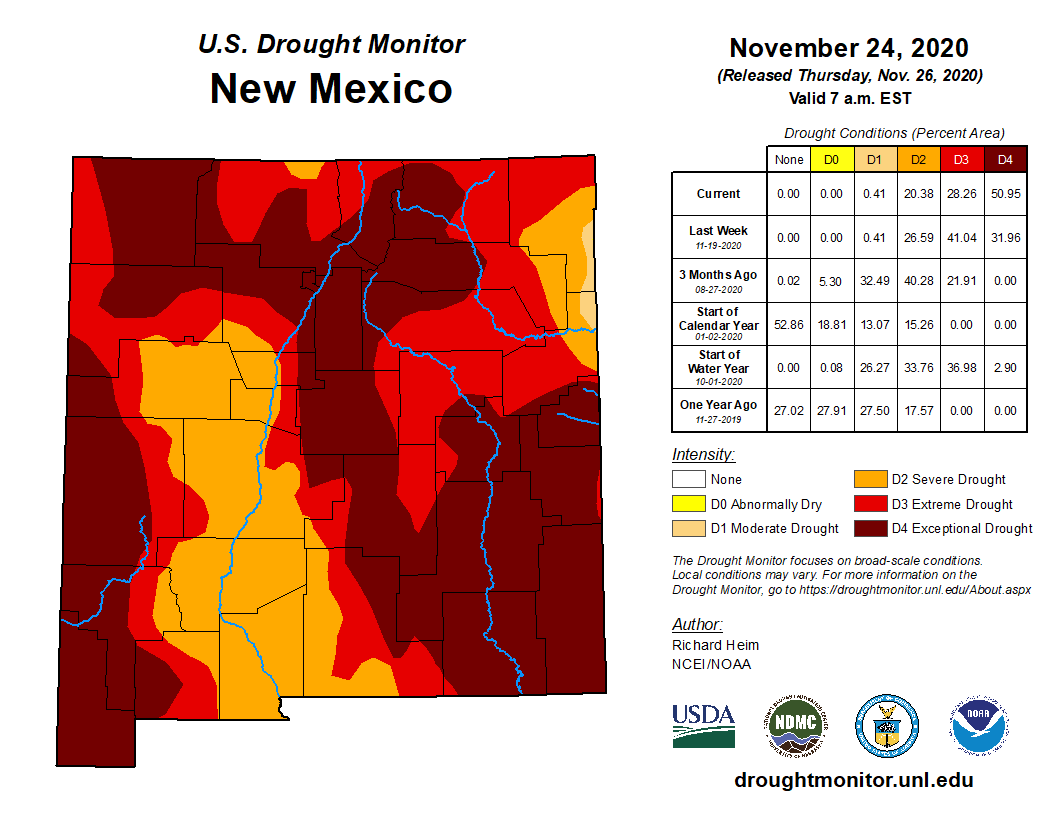 U.S. Drought Monitor
New Mexico
November 24, 2020
(Released Thursday, Nov. 26, 2020)
Valid 7 a.m. EST
Drought Conditions (Percent Area)
None D0 D1 D2 D3 D4
Current 0.00 0.00 0.41 20.38 28.26 50.95
Last Week 0.00 0.00 0.41 26.59 41.04 31.96
11-19-2020
3 Months Ago 0.02 5.30 32.49 40.28 21.91 0.00
08-27-2020
Start of
Calendar Year 52.86 18.81 13.07 15.26 0.00 0.00
01-02-2020
Start of
Water Year 0.00 0.08 26.27 33.76 36.98 2.90
10-01-2020
One Year Ago 27.02 27.91 27.50 17.57 0.00 0.00
11-27-2019
Intensity:
None
D0 Abnormally Dry
D1 Moderate Drought
D2 Severe Drought
D3 Extreme Drought
D4 Exceptional Drought
The Drought Monitor focuses on broad-scale conditions.
Local conditions may vary. For more information on the
Drought Monitor, go to https://droughtmonitor.unl.edu/About.aspx
Author:
Richard Heim
NCEI/NOAA
USDA
NDMC
NOAA
droughtmonitor.unl.edu